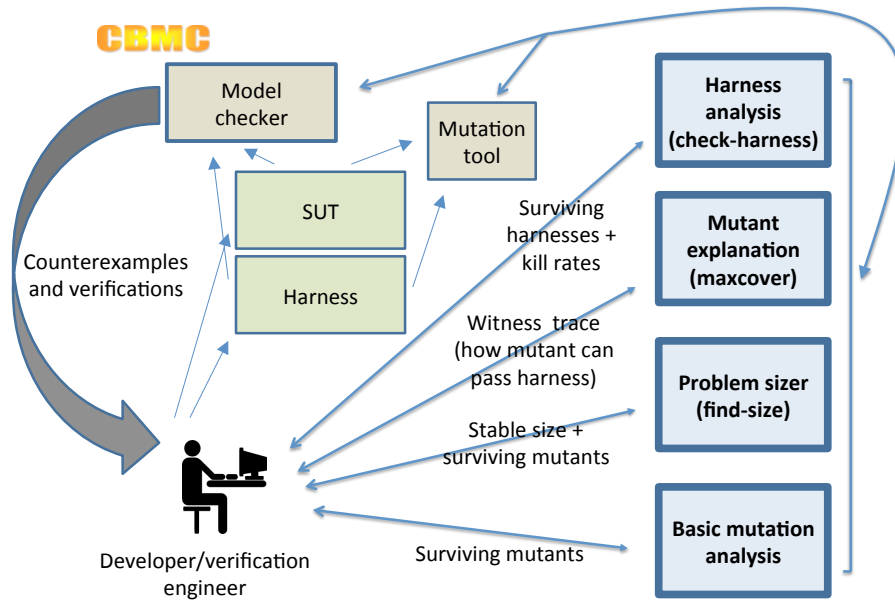 CBMC
Model
checker
Mutation
tool
SUT
Harness
Counterexamples
and verifications
Developer/verification
engineer
Surviving
harnesses +
kill rates
Witness trace
(how mutant can
pass harness)
Stable size +
surviving mutants
Surviving mutants
Harness
analysis
(check-harness)
Mutant
explanation
(maxcover)
Problem sizer
(find-size)
Basic mutation
analysis